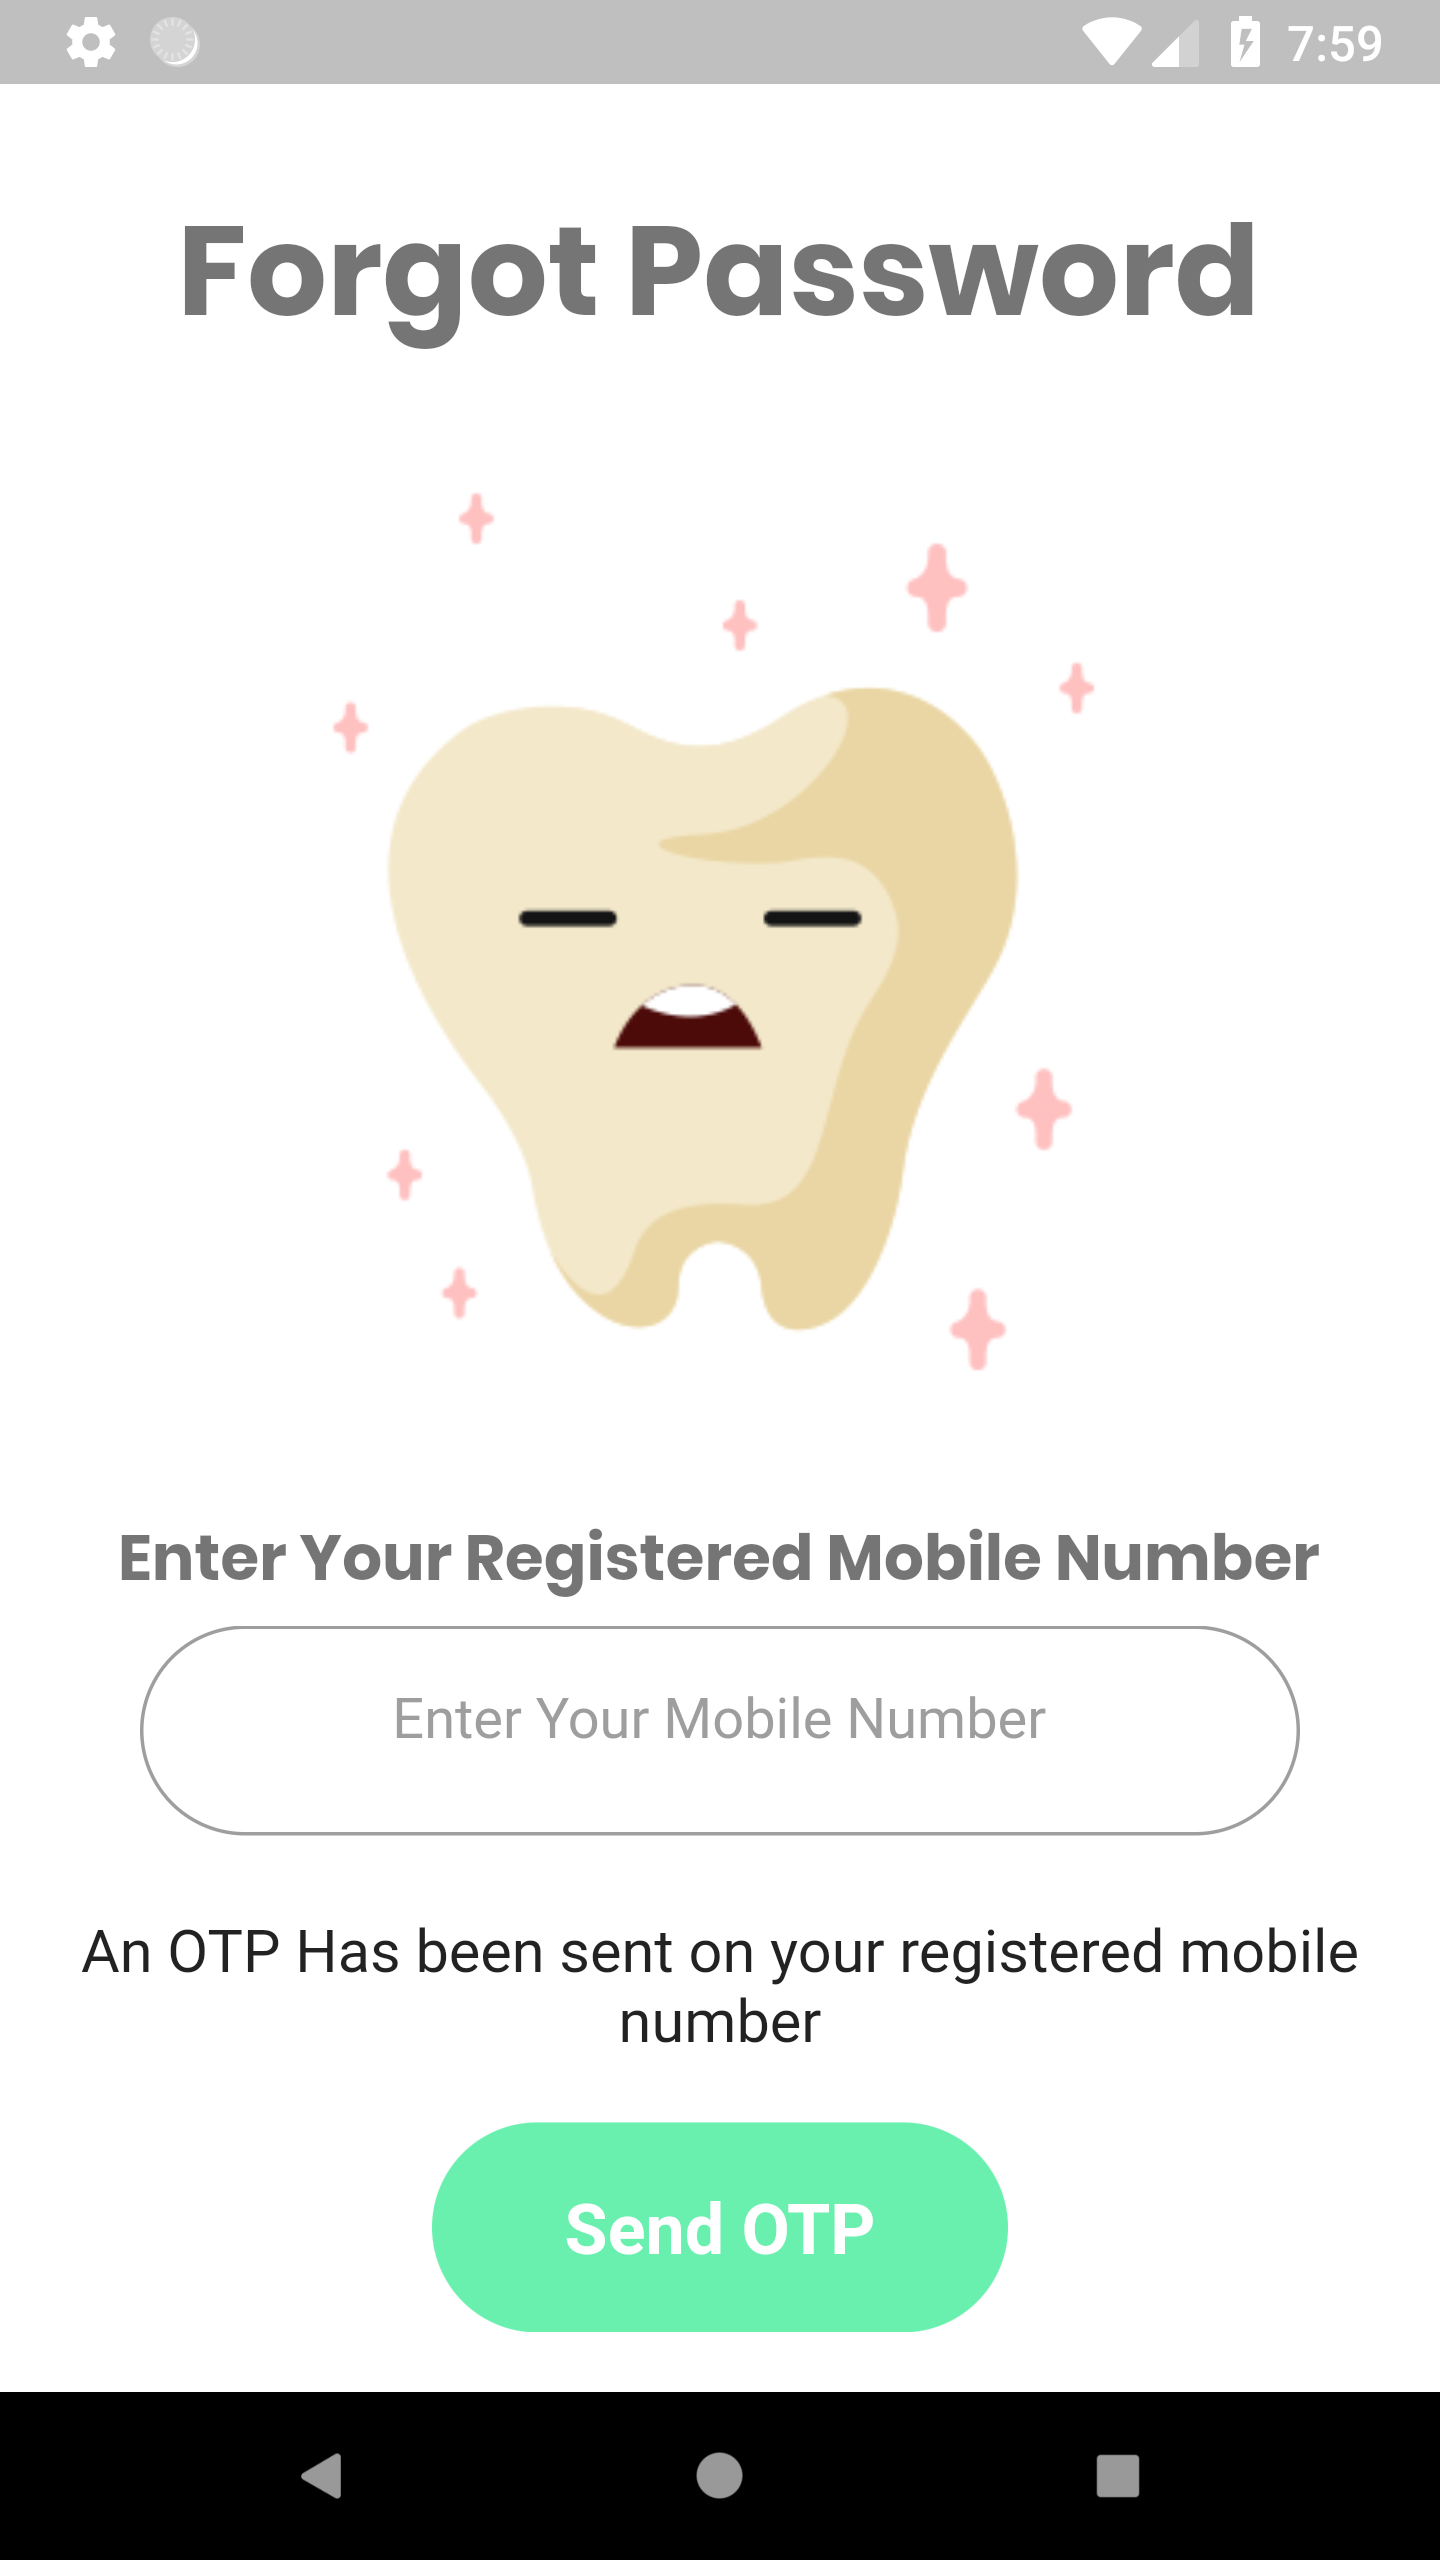 7:59
Forgot Password
Enter Your Registered Mobile Number
Enter Your Mobile Number
An OTP Has been sent on your registered mobile
number
Send OTP